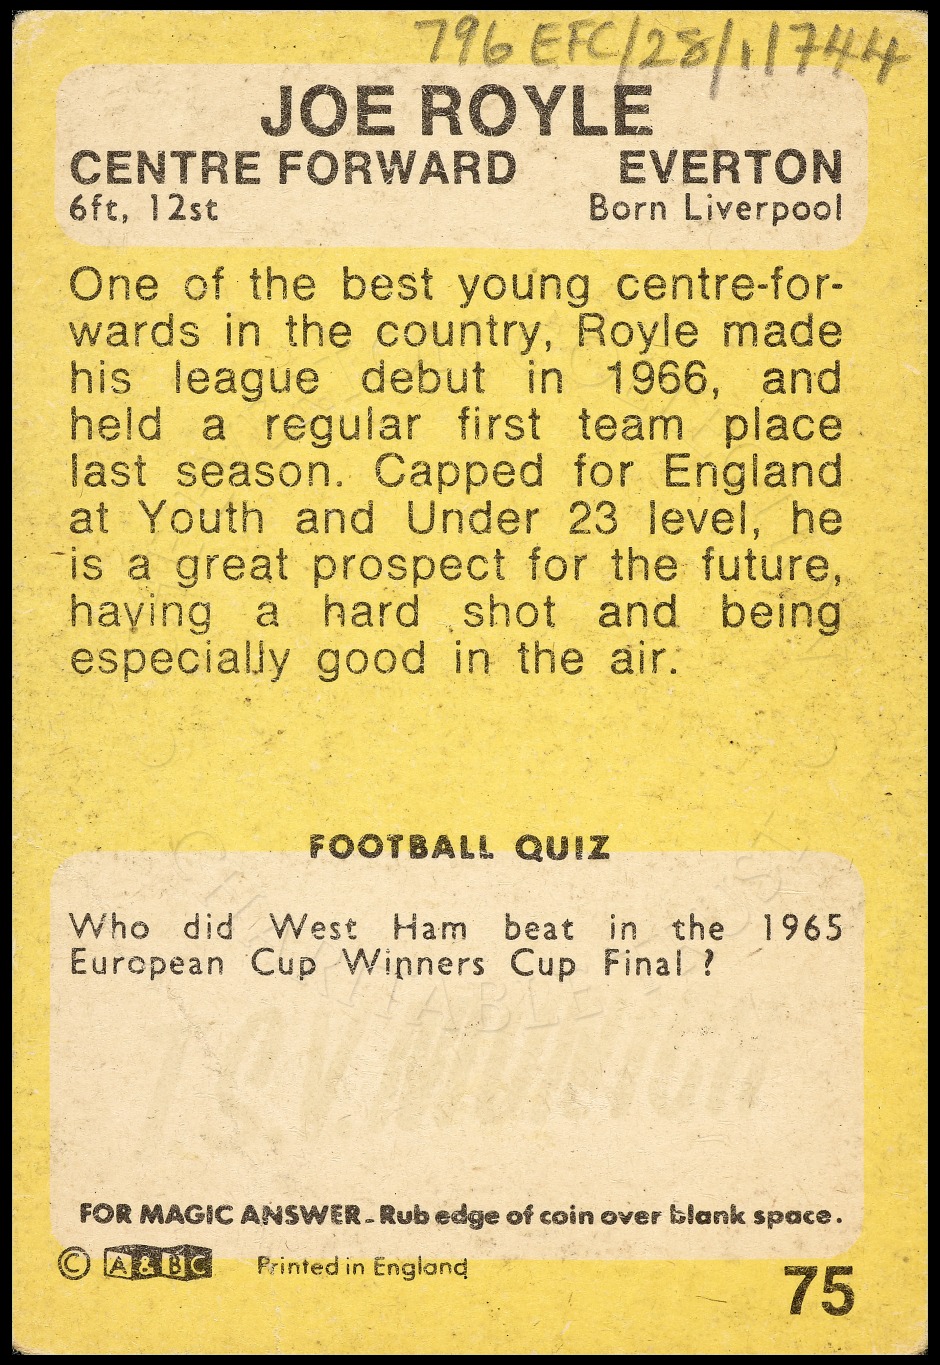 796 EFC/28/11744
JOE ROYLE
CENTRE FORWARD EVERTON
6ft, 12st Born Liverpool
One of the best young centre-for-
wards in the country, Royle made
his league debut in 1966, and
held a regular first team place
last season. Capped for England
at Youth and Under 23 level, he
is a great prospect for the future,
having a hard shot and being
especially good in the air.
FOOTBALL QUIZ
Who did West Ham beat in the 1965
European Cup Winners Cup Final ?
FOR MAGIC ANSWER - Rub edge of coin over blank space.
© A&BC Printed in England
75